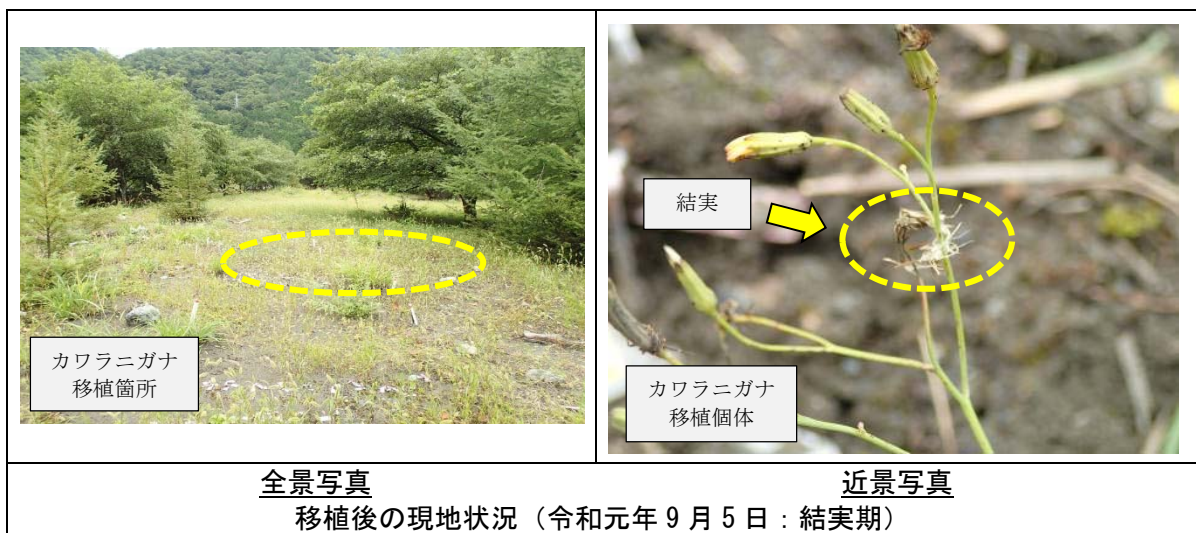 カワラニガナ
移植箇所
結実
カワラニガナ
移植個体
全景写真
近景写真
移植後の現地状況（令和元年9月5日：結実期）